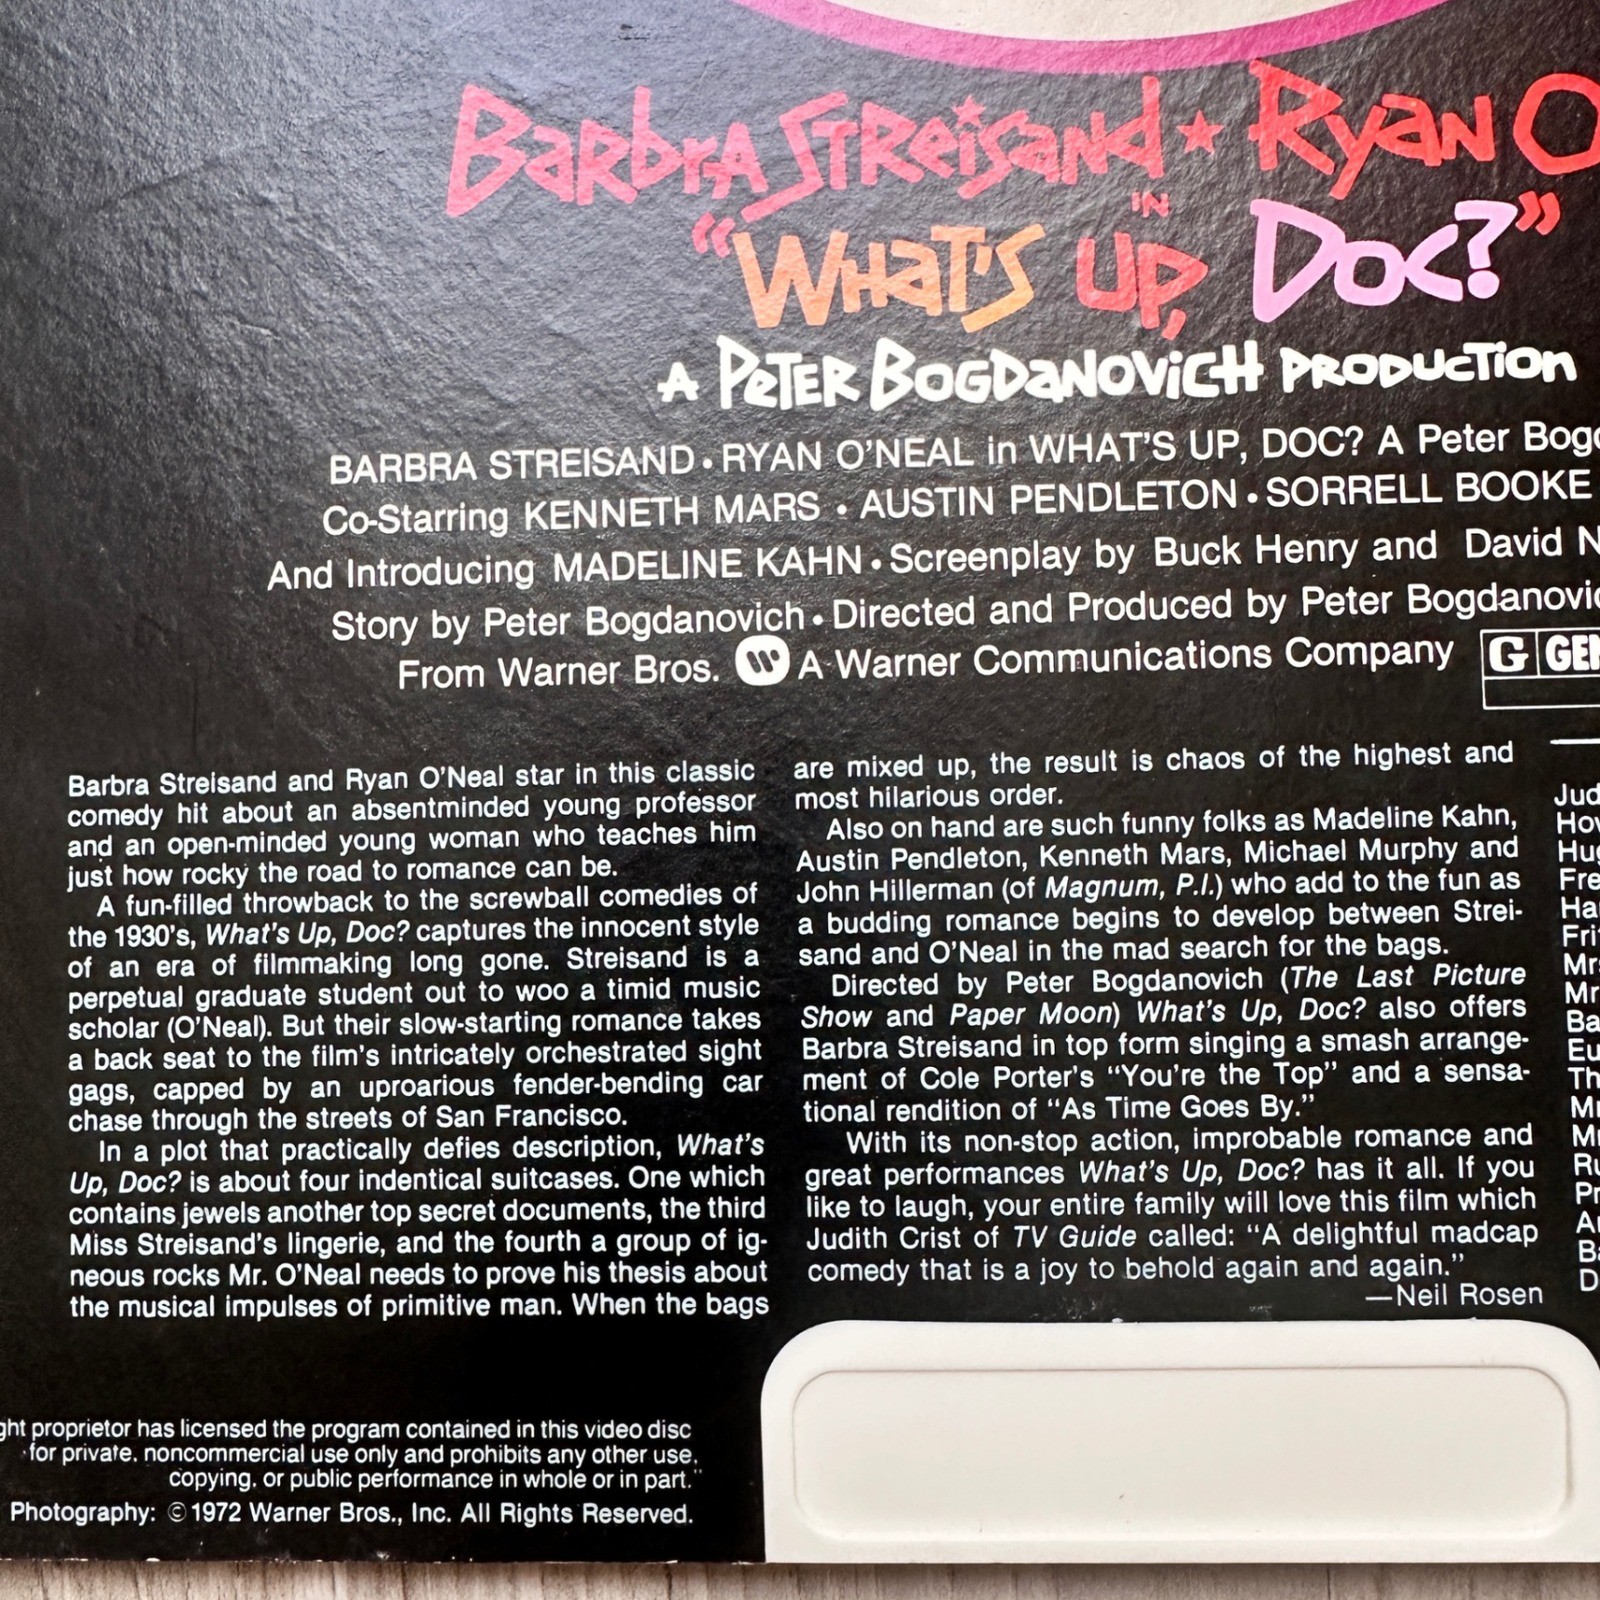 BarbrA STReisand ★ Ryan O
IN
"What's Up, Doc?"
A PETER BOGDaNOViCH PRODUCTiON
BARBRA STREISAND • RYAN O'NEAL in WHAT'S UP, DOC? A Peter Bogd
Co-Starring KENNETH MARS • AUSTIN PENDLETON • SORRELL BOOKE
And Introducing MADELINE KAHN • Screenplay by Buck Henry and David N
Story by Peter Bogdanovich • Directed and Produced by Peter Bogdanovic
From Warner Bros. W A Warner Communications Company G GEN
Barbra Streisand and Ryan O'Neal star in this classic
comedy hit about an absentminded young professor
and an open-minded young woman who teaches him
just how rocky the road to romance can be.
A fun-filled throwback to the screwball comedies of
the 1930's, What's Up, Doc? captures the innocent style
of an era of filmmaking long gone. Streisand is a
perpetual graduate student out to woo a timid music
scholar (O'Neal). But their slow-starting romance takes
a back seat to the film's intricately orchestrated sight
gags, capped by an uproarious fender-bending car
chase through the streets of San Francisco.
In a plot that practically defies description, What's
Up, Doc? is about four indentical suitcases. One which
contains jewels another top secret documents, the third
Miss Streisand's lingerie, and the fourth a group of ig-
neous rocks Mr. O'Neal needs to prove his thesis about
the musical impulses of primitive man. When the bags
are mixed up, the result is chaos of the highest and
most hilarious order.
Also on hand are such funny folks as Madeline Kahn,
Austin Pendleton, Kenneth Mars, Michael Murphy and
John Hillerman (of Magnum, P.I.) who add to the fun as
a budding romance begins to develop between Strei-
sand and O'Neal in the mad search for the bags.
Directed by Peter Bogdanovich (The Last Picture
Show and Paper Moon) What's Up, Doc? also offers
Barbra Streisand in top form singing a smash arrange-
ment of Cole Porter's "You're the Top" and a sensa-
tional rendition of "As Time Goes By."
With its non-stop action, improbable romance and
great performances What's Up, Doc? has it all. If you
like to laugh, your entire family will love this film which
Judith Crist of TV Guide called: "A delightful madcap
comedy that is a joy to behold again and again."
—Neil Rosen
Jud
How
Hug
Fre
Har
Frit
Mrs
Mr
Ba
Eu
Th
Mr
Mr
Ru
Pr
A
Ba
D
ght proprietor has licensed the program contained in this video disc
for private, noncommercial use only and prohibits any other use,
copying, or public performance in whole or in part."
Photography: ©1972 Warner Bros., Inc. All Rights Reserved.